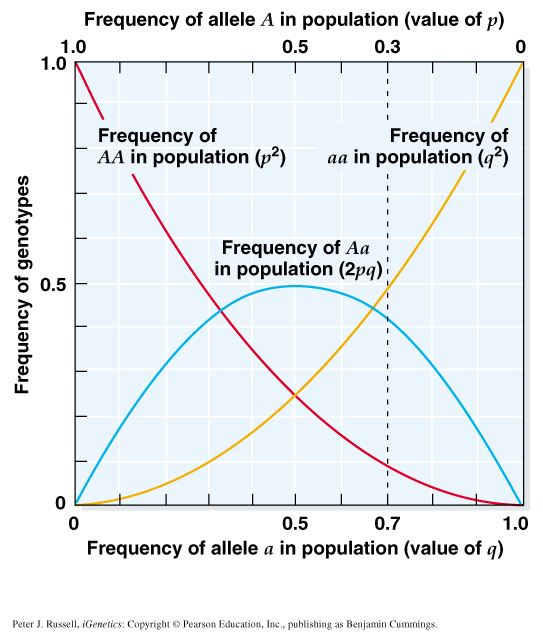 Frequency of allele A in population (value of p)
1.0 0.5 0.3 0
1.0
Frequency of
AA in population (p²)
Frequency of
aa in population (q²)
Frequency of Aa
in population (2pq)
0.5
Frequency of genotypes
0
0 0.5 0.7 1.0
Frequency of allele a in population (value of q)
Peter J. Russell, iGenetics: Copyright © Pearson Education, Inc., publishing as Benjamin Cummings.